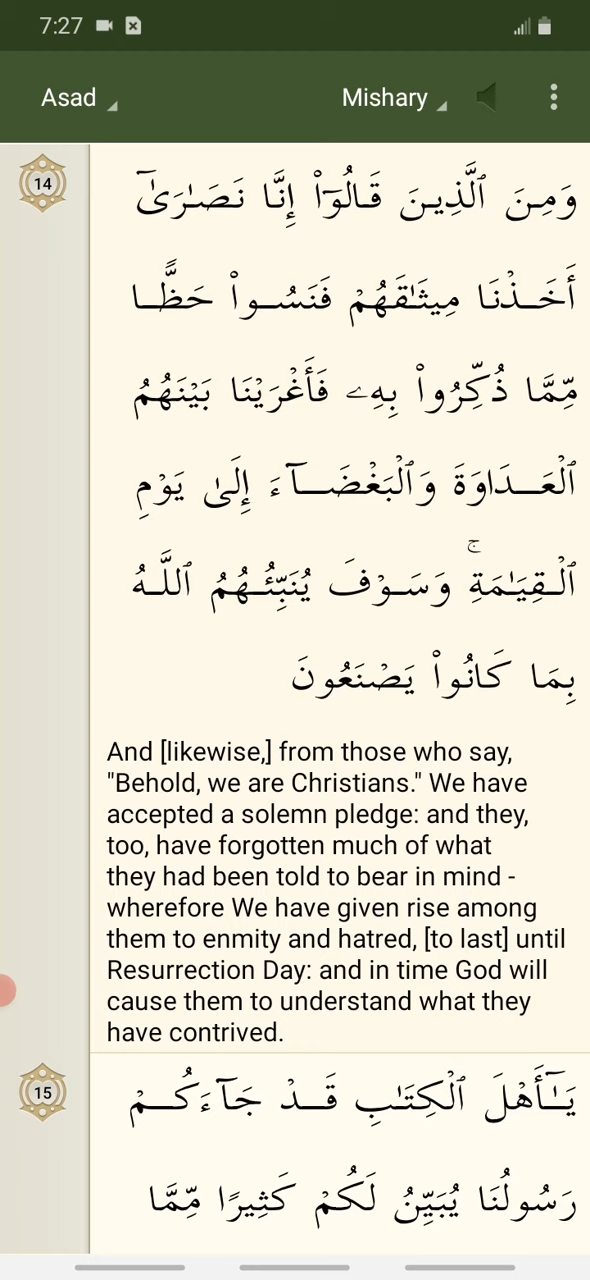 7:27
Asad
Mishary
14
وَمِنَ ٱلَّذِينَ قَالُوٓا۟ إِنَّا نَصَٰرَىٰٓ
أَخَذْنَا مِيثَٰقَهُمْ فَنَسُوا۟ حَظًّا
مِّمَّا ذُكِّرُوا۟ بِهِۦ فَأَغْرَيْنَا بَيْنَهُمُ
ٱلْعَدَاوَةَ وَٱلْبَغْضَآءَ إِلَىٰ يَوْمِ
ٱلْقِيَٰمَةِ ۚ وَسَوْفَ يُنَبِّئُهُمُ ٱللَّهُ
بِمَا كَانُوا۟ يَصْنَعُونَ
And [likewise,] from those who say,
"Behold, we are Christians." We have
accepted a solemn pledge: and they,
too, have forgotten much of what
they had been told to bear in mind -
wherefore We have given rise among
them to enmity and hatred, [to last] until
Resurrection Day: and in time God will
cause them to understand what they
have contrived.
15
يَٰٓأَهْلَ ٱلْكِتَٰبِ قَدْ جَآءَكُمْ
رَسُولُنَا يُبَيِّنُ لَكُمْ كَثِيرًا مِّمَّا